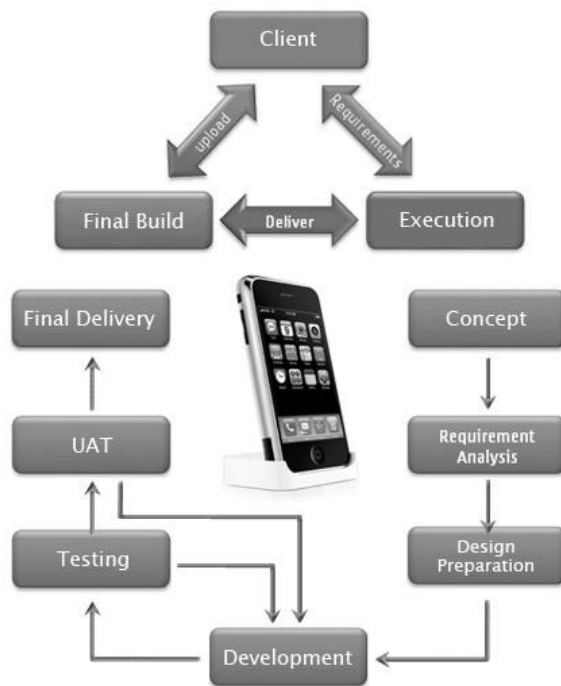 Client
upload
Requirements
Final Build
Deliver
Execution
Final Delivery
Concept
UAT
Requirement
Analysis
Testing
Design
Preparation
Development